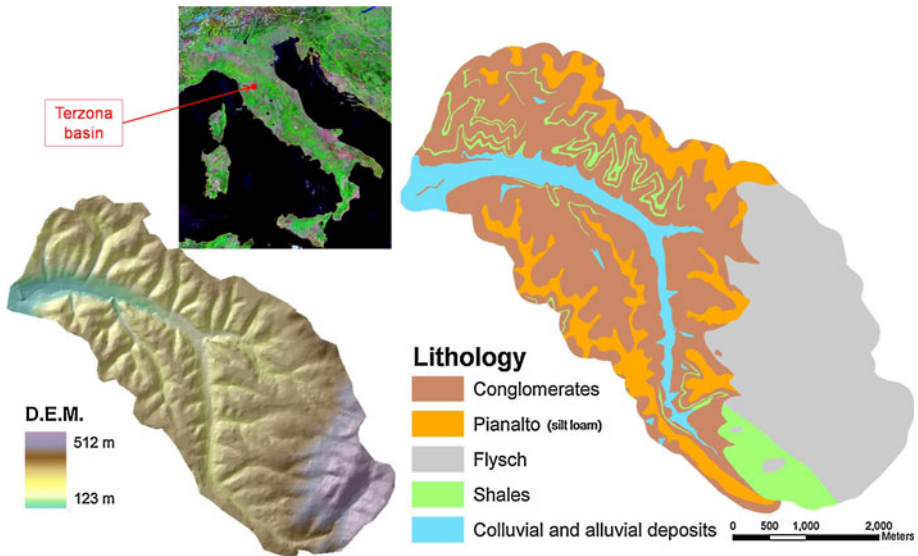 Terzona
basin
D.E.M.
512 m
123 m
Lithology
Conglomerates
Pianalto (silt loam)
Flysch
Shales
Colluvial and alluvial deposits
0 500 1,000 2,000
Meters